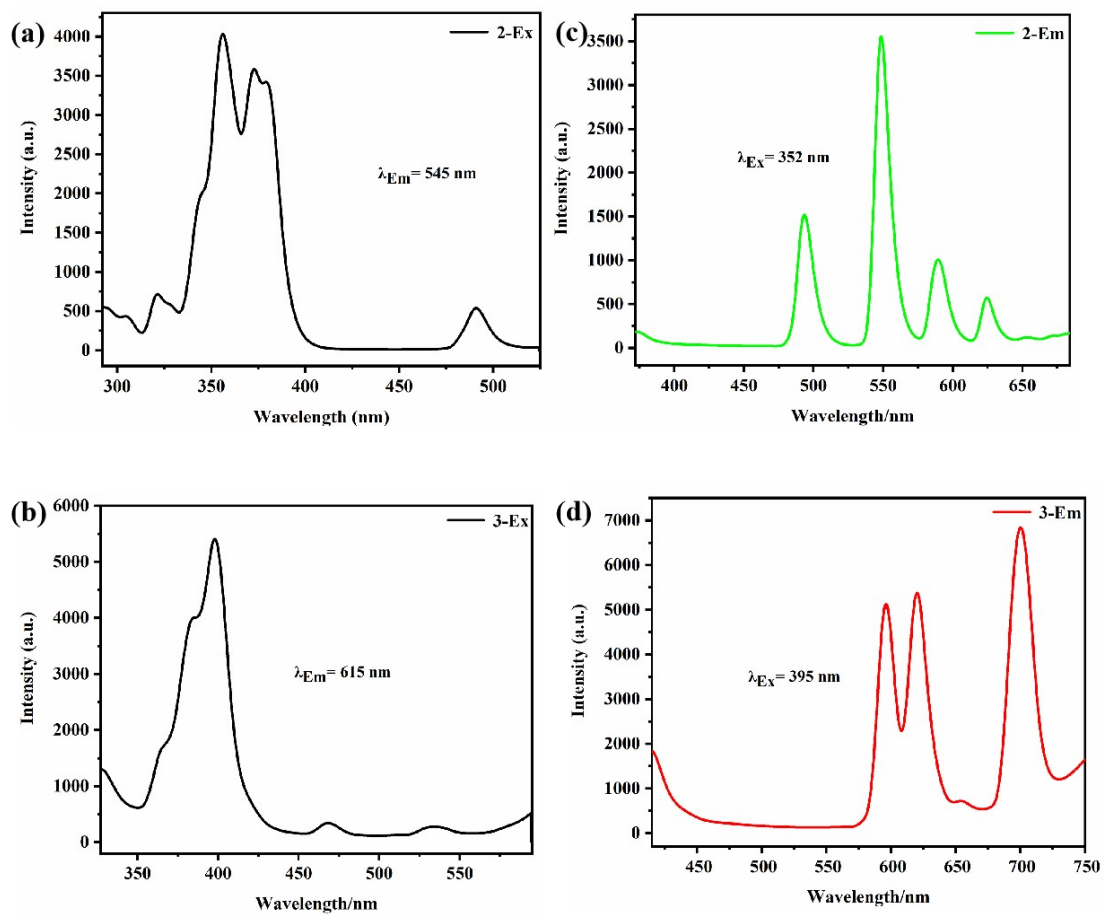 (a)
2-Ex
4000
3500
3000
2500
2000
1500
1000
500
0
Intensity (a.u.)
λEm= 545 nm
300 350 400 450 500
Wavelength (nm)
(c)
2-Em
3500
3000
2500
2000
1500
1000
500
0
Intensity (a.u.)
λEx= 352 nm
400 450 500 550 600 650
Wavelength/nm
(b)
3-Ex
6000
5000
4000
3000
2000
1000
0
Intensity (a.u.)
λEm= 615 nm
350 400 450 500 550
Wavelength/nm
(d)
3-Em
7000
6000
5000
4000
3000
2000
1000
0
Intensity (a.u.)
λEx= 395 nm
450 500 550 600 650 700 750
Wavelength/nm